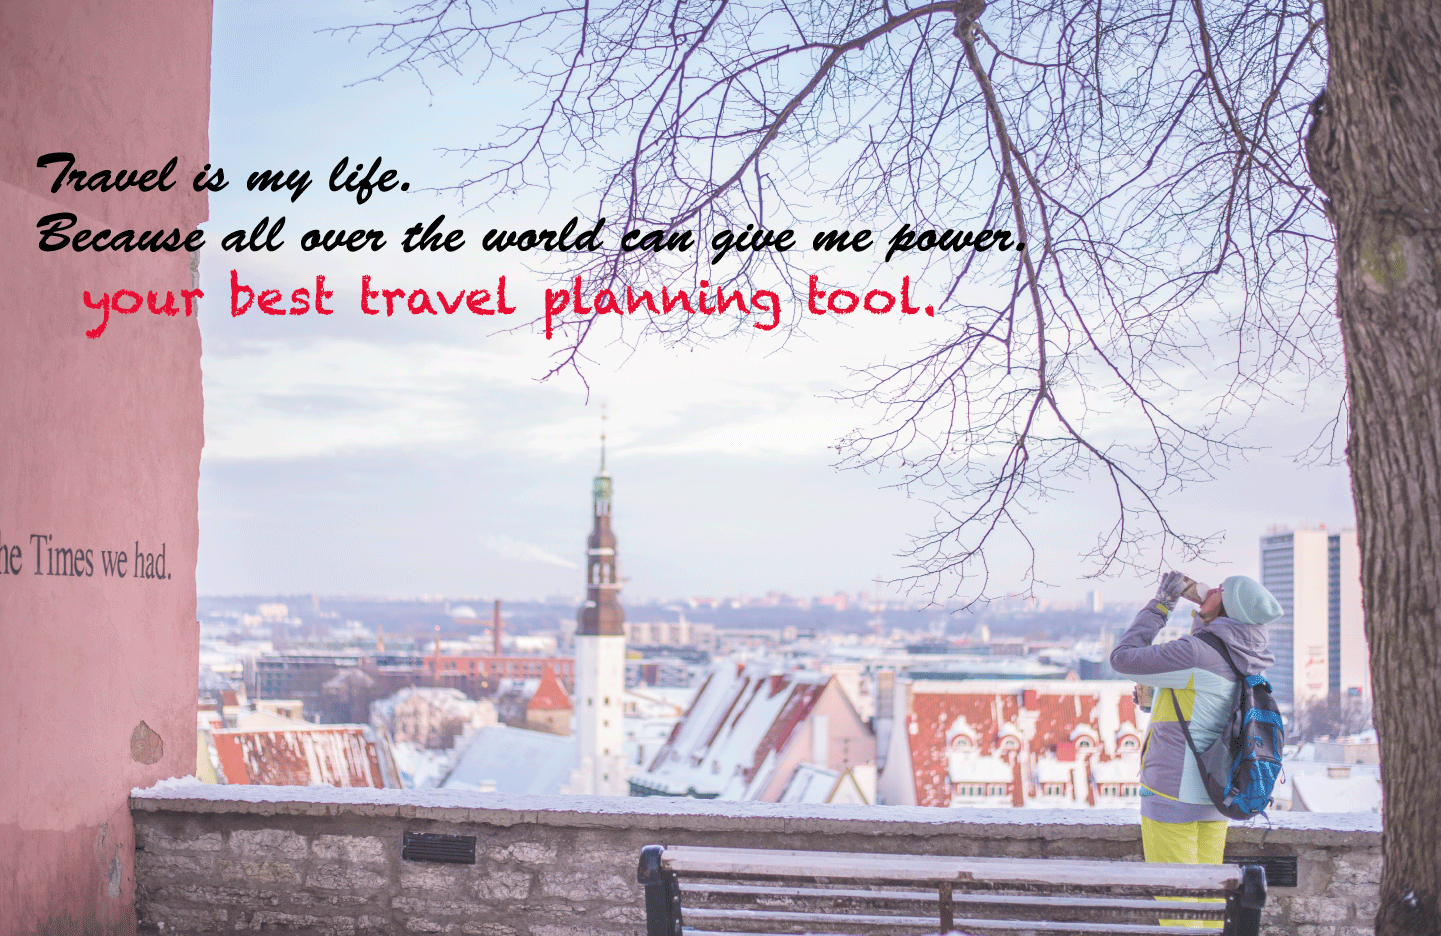 Travel is my life.
Because all over the world can give me power.
your best travel planning tool.
he Times we had.